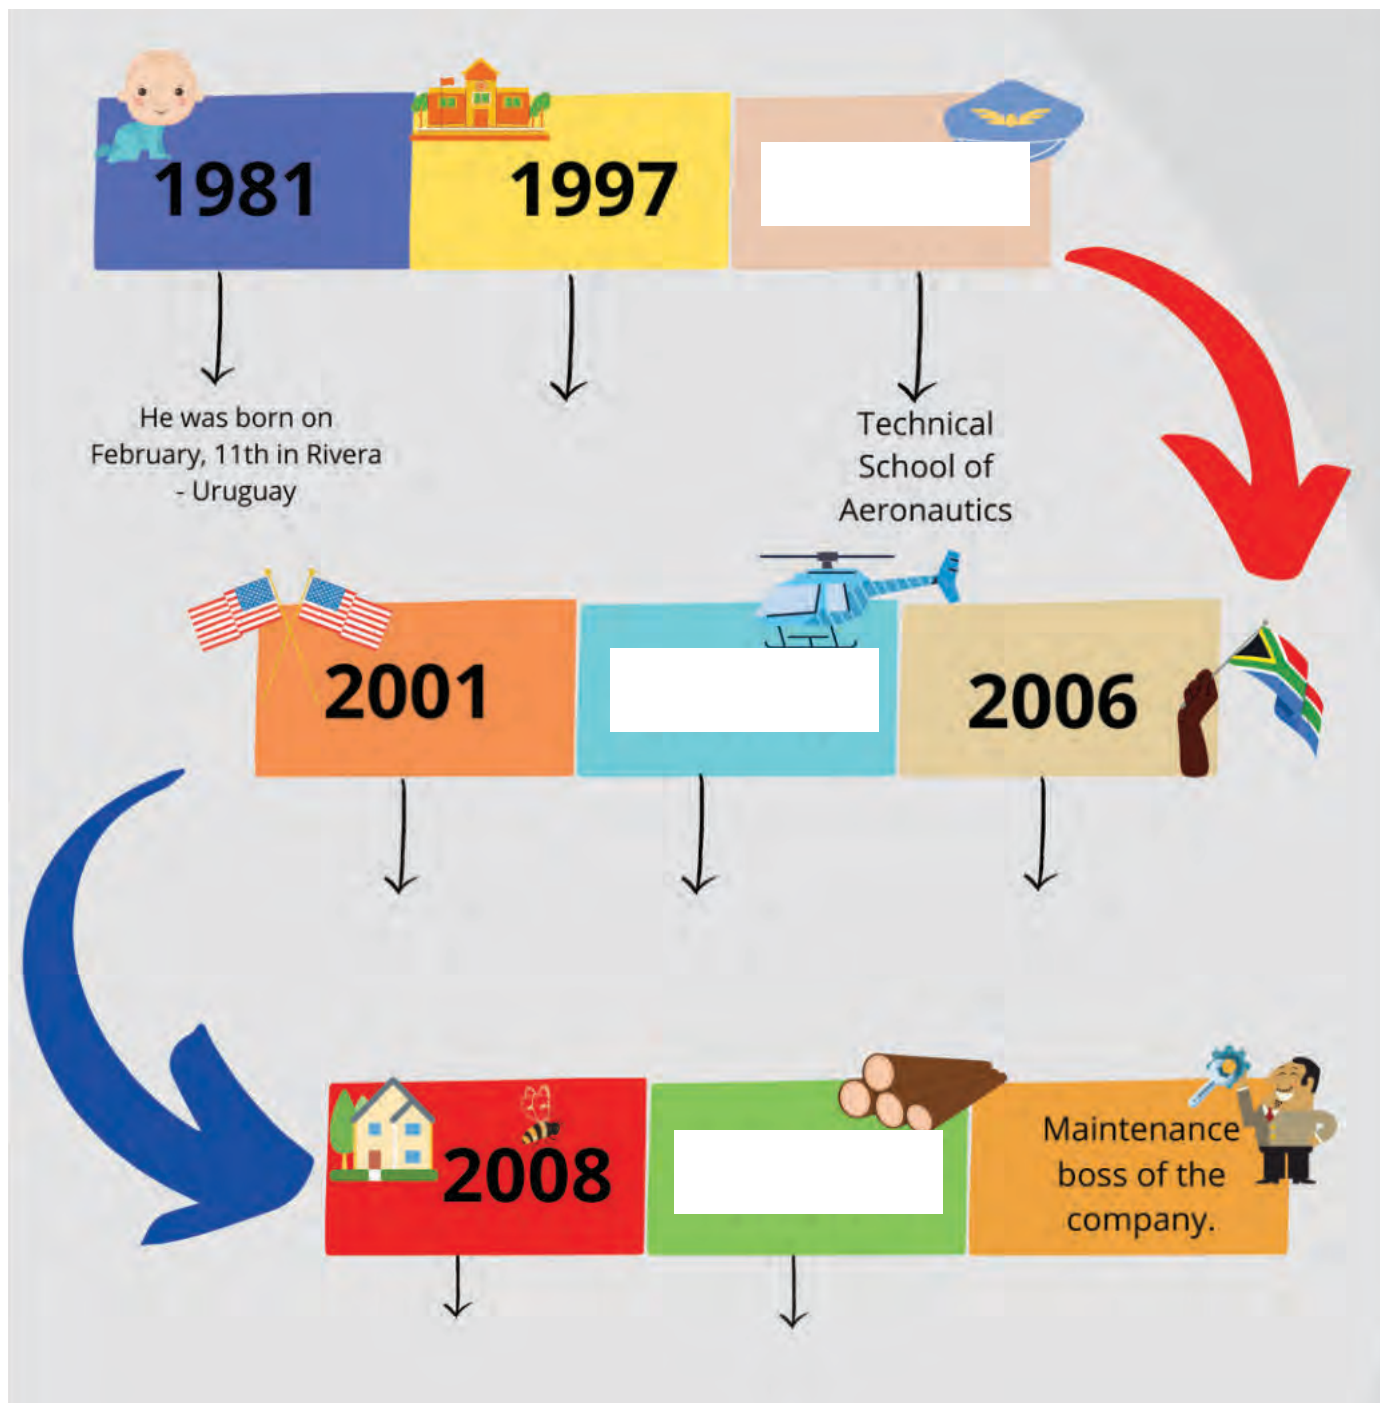 1981
1997
He was born on
February, 11th in Rivera
- Uruguay
Technical
School of
Aeronautics
2001
2006
2008
Maintenance
boss of the
company.